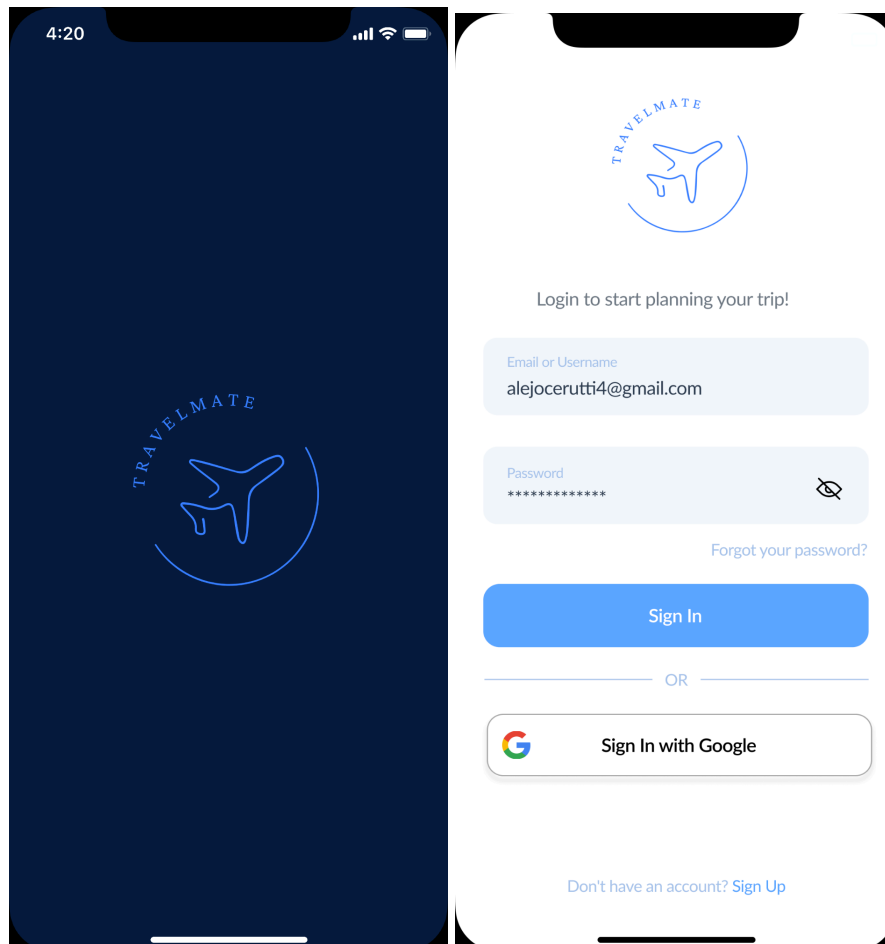 4:20
TRAVELMATE
TRAVELMATE
Login to start planning your trip!
Email or Username
alejocerutti4@gmail.com
Password
*************
Forgot your password?
Sign In
OR
Sign In with Google
Don't have an account? Sign Up